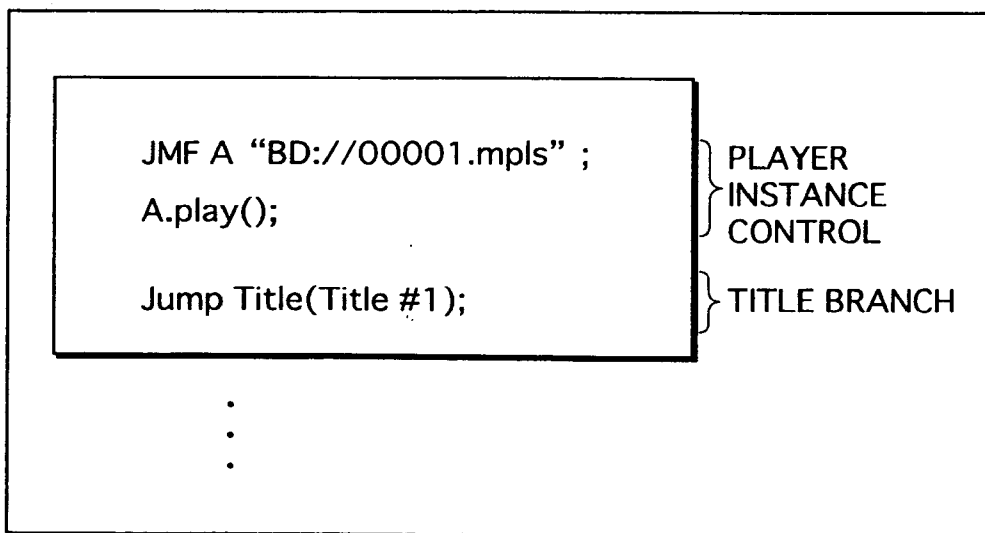 JMF A “BD://00001.mpls” ;
A.play();
PLAYER
INSTANCE
CONTROL
Jump Title(Title #1);
TITLE BRANCH